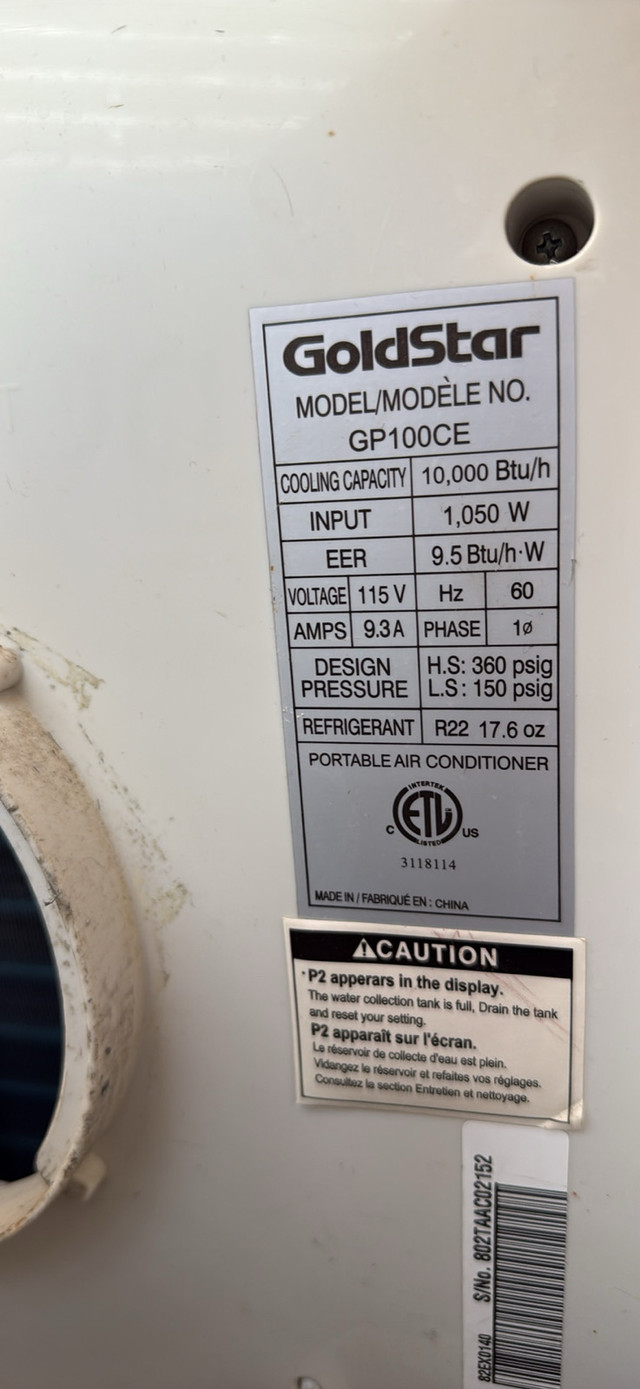 GoldStar
MODEL/MODÈLE NO.
GP100CE
COOLING CAPACITY 10,000 Btu/h
INPUT 1,050 W
EER 9.5 Btu/h·W
VOLTAGE 115 V Hz 60
AMPS 9.3 A PHASE 1ø
DESIGN PRESSURE H.S: 360 psig
L.S: 150 psig
REFRIGERANT R22 17.6 oz
PORTABLE AIR CONDITIONER
INTERTEK
C ETL US
LISTED
3118114
MADE IN / FABRIQUÉ EN : CHINA
⚠CAUTION
· P2 apperars in the display.
The water collection tank is full, Drain the tank
and reset your setting.
P2 apparaît sur l'écran.
Le réservoir de collecte d'eau est plein.
Vidangez le réservoir et refaites vos réglages.
Consultez la section Entretien et nettoyage.
S/No. 802TAAC02152
82EX0140